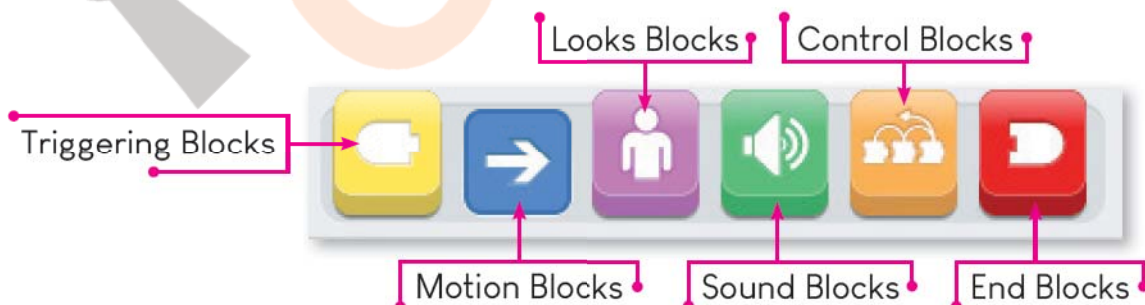 Looks Blocks
Control Blocks
Triggering Blocks
Motion Blocks
Sound Blocks
End Blocks